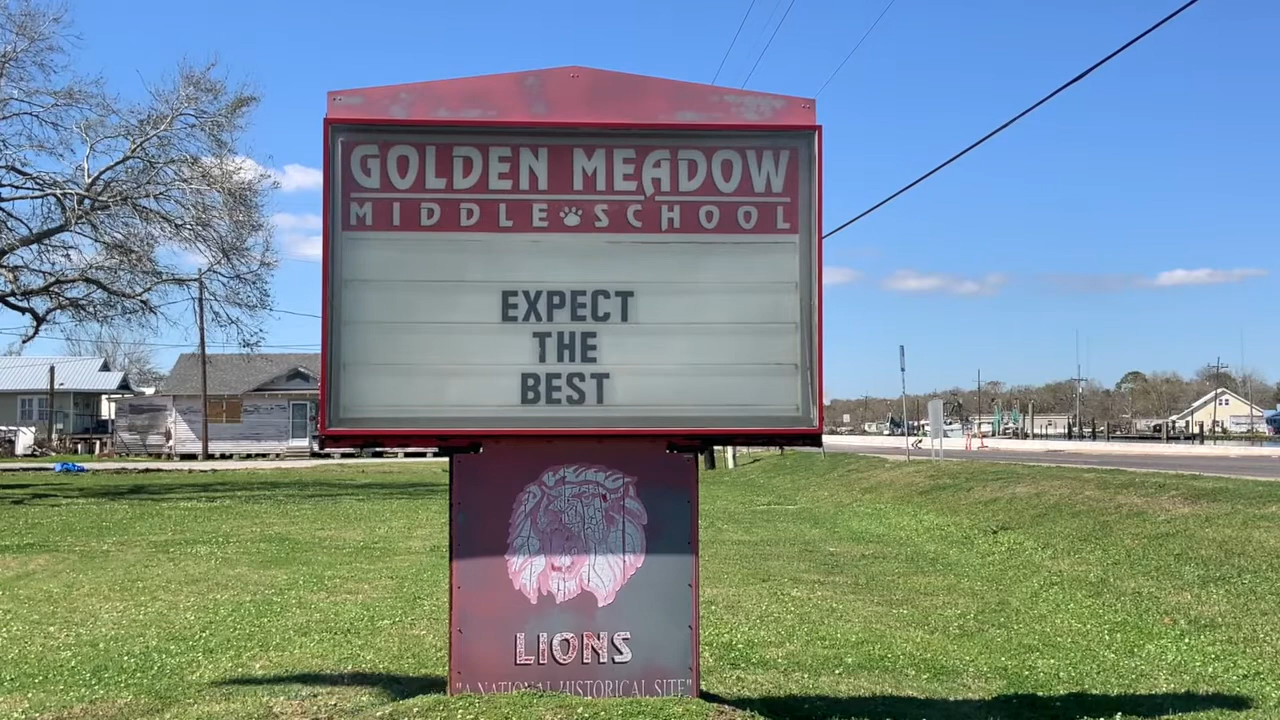 GOLDEN MEADOW
MIDDLE SCHOOL
EXPECT
THE
BEST
LIONS
"A NATIONAL HISTORICAL SITE"